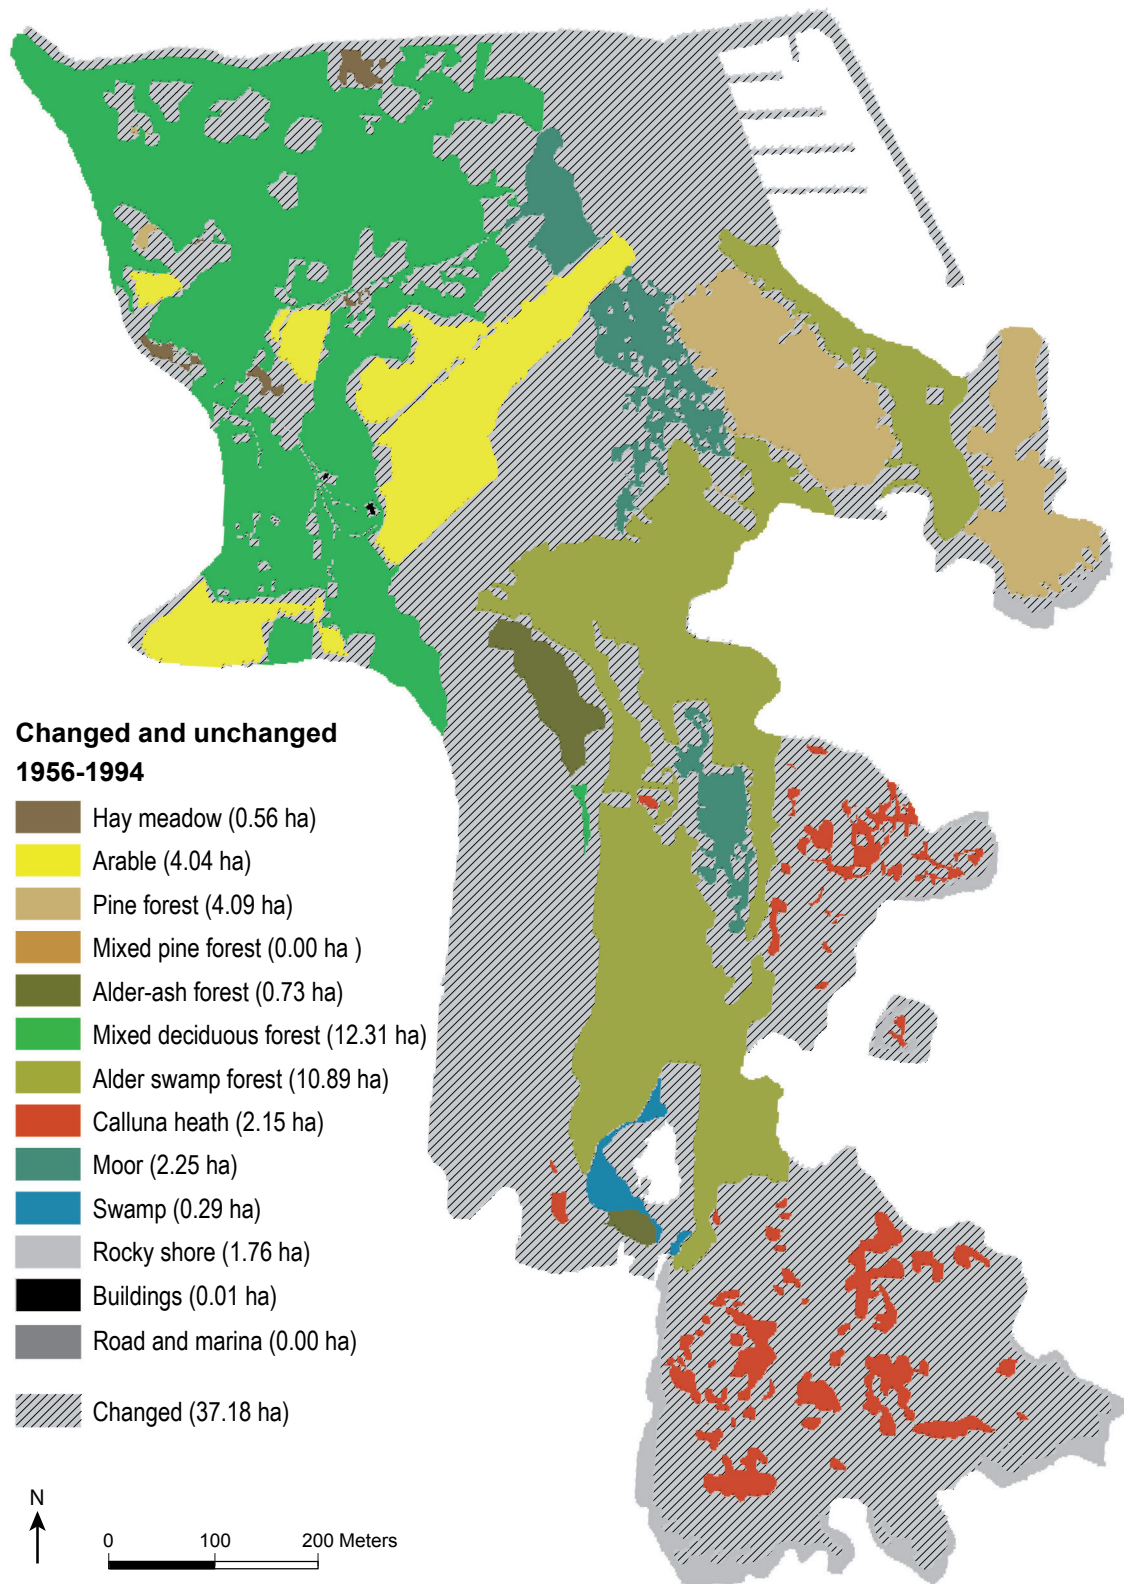 Changed and unchanged
1956-1994
Hay meadow (0.56 ha)
Arable (4.04 ha)
Pine forest (4.09 ha)
Mixed pine forest (0.00 ha )
Alder-ash forest (0.73 ha)
Mixed deciduous forest (12.31 ha)
Alder swamp forest (10.89 ha)
Calluna heath (2.15 ha)
Moor (2.25 ha)
Swamp (0.29 ha)
Rocky shore (1.76 ha)
Buildings (0.01 ha)
Road and marina (0.00 ha)
Changed (37.18 ha)
N
0 100 200 Meters